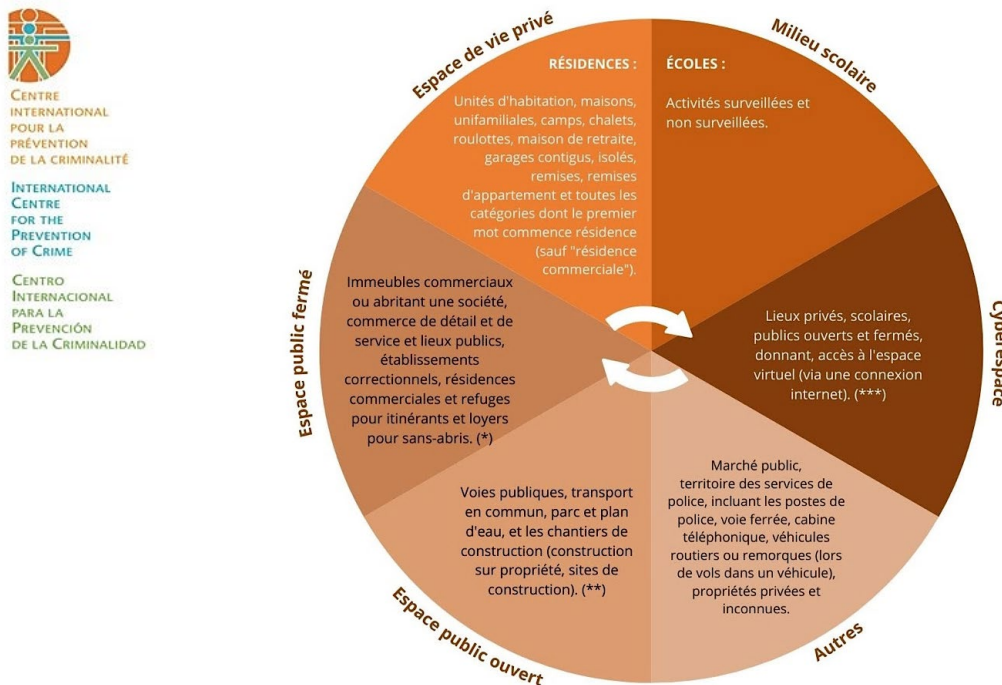 CENTRE
INTERNATIONAL
POUR LA
PRÉVENTION
DE LA CRIMINALITÉ
INTERNATIONAL
CENTRE
FOR THE
PREVENTION
OF CRIME
CENTRO
INTERNACIONAL
PARA LA
PREVENCIÓN
DE LA CRIMINALIDAD
Espace de vie privé
RÉSIDENCES :
Unités d'habitation, maisons,
unifamiliales, camps, chalets,
roulottes, maison de retraite,
garages contigus, isolés,
remises, remises
d'appartement et toutes les
catégories dont le premier
mot commence résidence
(sauf "résidence
commerciale").
Milieu scolaire
ÉCOLES :
Activités surveillées et
non surveillées.
Cyberespace
Lieux privés, scolaires,
publics ouverts et fermés,
donnant, accès à l'espace
virtuel (via une connexion
internet). (***)
Autres
Marché public,
territoire des services de
police, incluant les postes de
police, voie ferrée, cabine
téléphonique, véhicules
routiers ou remorques (lors
de vols dans un véhicule),
propriétés privées et
inconnues.
Espace public ouvert
Voies publiques, transport
en commun, parc et plan
d'eau, et les chantiers de
construction (construction
sur propriété, sites de
construction). (**)
Espace public fermé
Immeubles commerciaux
ou abritant une société,
commerce de détail et de
service et lieux publics,
établissements
correctionnels, résidences
commerciales et refuges
pour itinérants et loyers
pour sans-abris. (*)